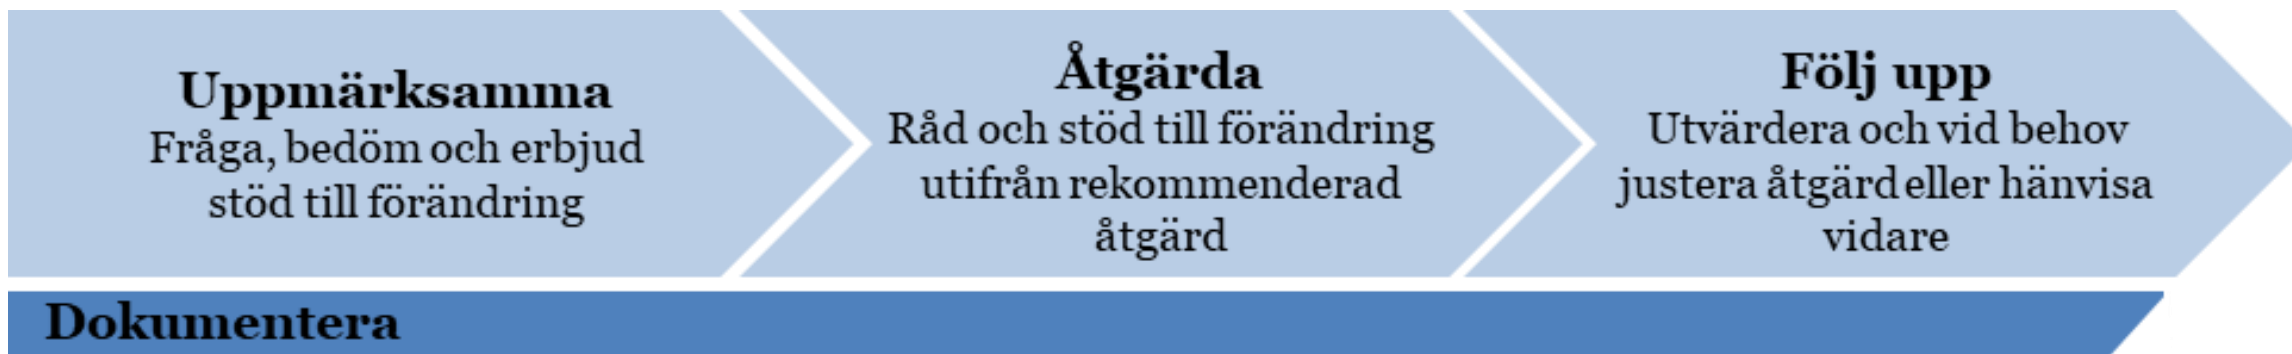 Uppmärksamma
Fråga, bedöm och erbjud
stöd till förändring
Åtgärda
Råd och stöd till förändring
utifrån rekommenderad
åtgärd
Följ upp
Utvärdera och vid behov
justera åtgärd eller hänvisa
vidare
Dokumentera